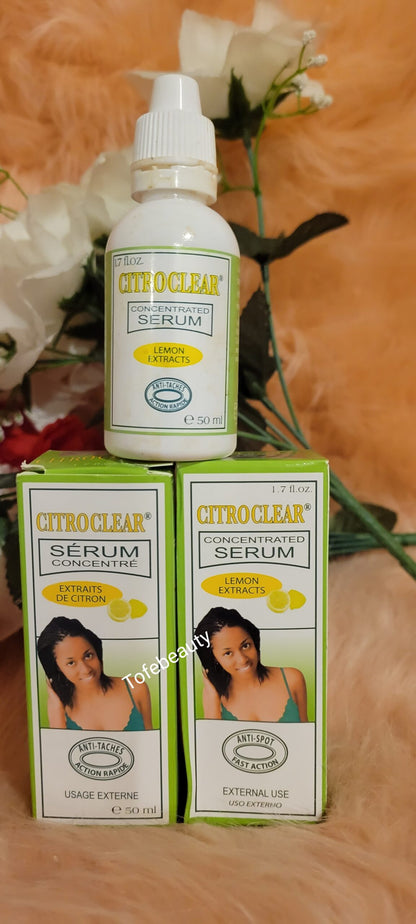 1.7 fl.oz.
CITROCLEAR®
CONCENTRATED
SERUM
LEMON
EXTRACTS
ANTI-TACHES
ACTION RAPIDE
e 50 ml
CITROCLEAR®
SÉRUM
CONCENTRÉ
EXTRAITS
DE CITRON
ANTI-TACHES
ACTION RAPIDE
USAGE EXTERNE
e 50 ml
1.7 fl.oz.
CITROCLEAR®
CONCENTRATED
SERUM
LEMON
EXTRACTS
ANTI-SPOT
FAST ACTION
EXTERNAL USE
USO EXTERNO
Tofebeauty